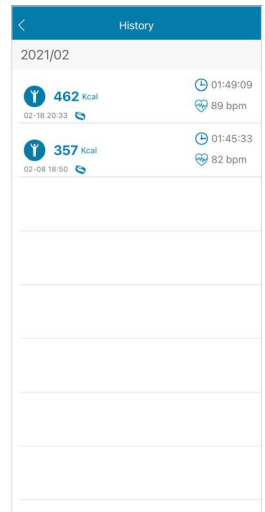 History
2021/02
462 Kcal
01:49:09
89 bpm
02-18 20:33
357 Kcal
01:45:33
82 bpm
02-08 18:50